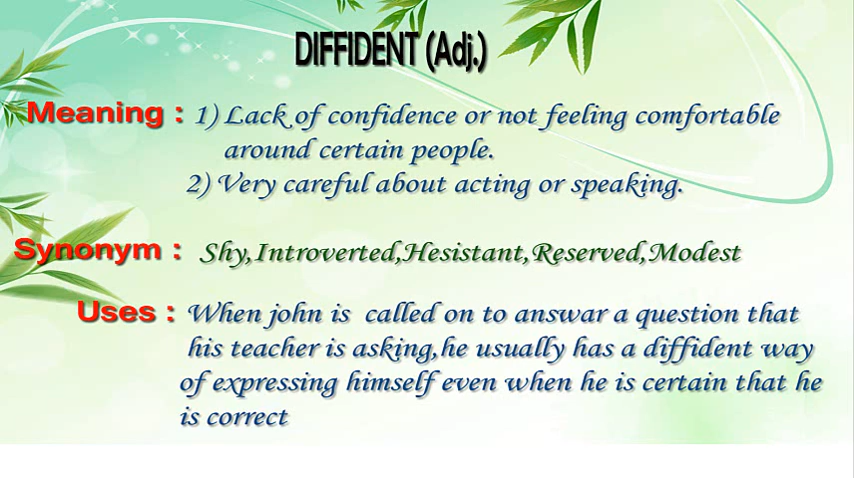 DIFFIDENT (Adj.)
Meaning : 1) Lack of confidence or not feeling comfortable
around certain people.
2) Very careful about acting or speaking.
Synonym : Shy,Introverted,Hesistant,Reserved,Modest
Uses : When john is called on to answar a question that
his teacher is asking,he usually has a diffident way
of expressing himself even when he is certain that he
is correct